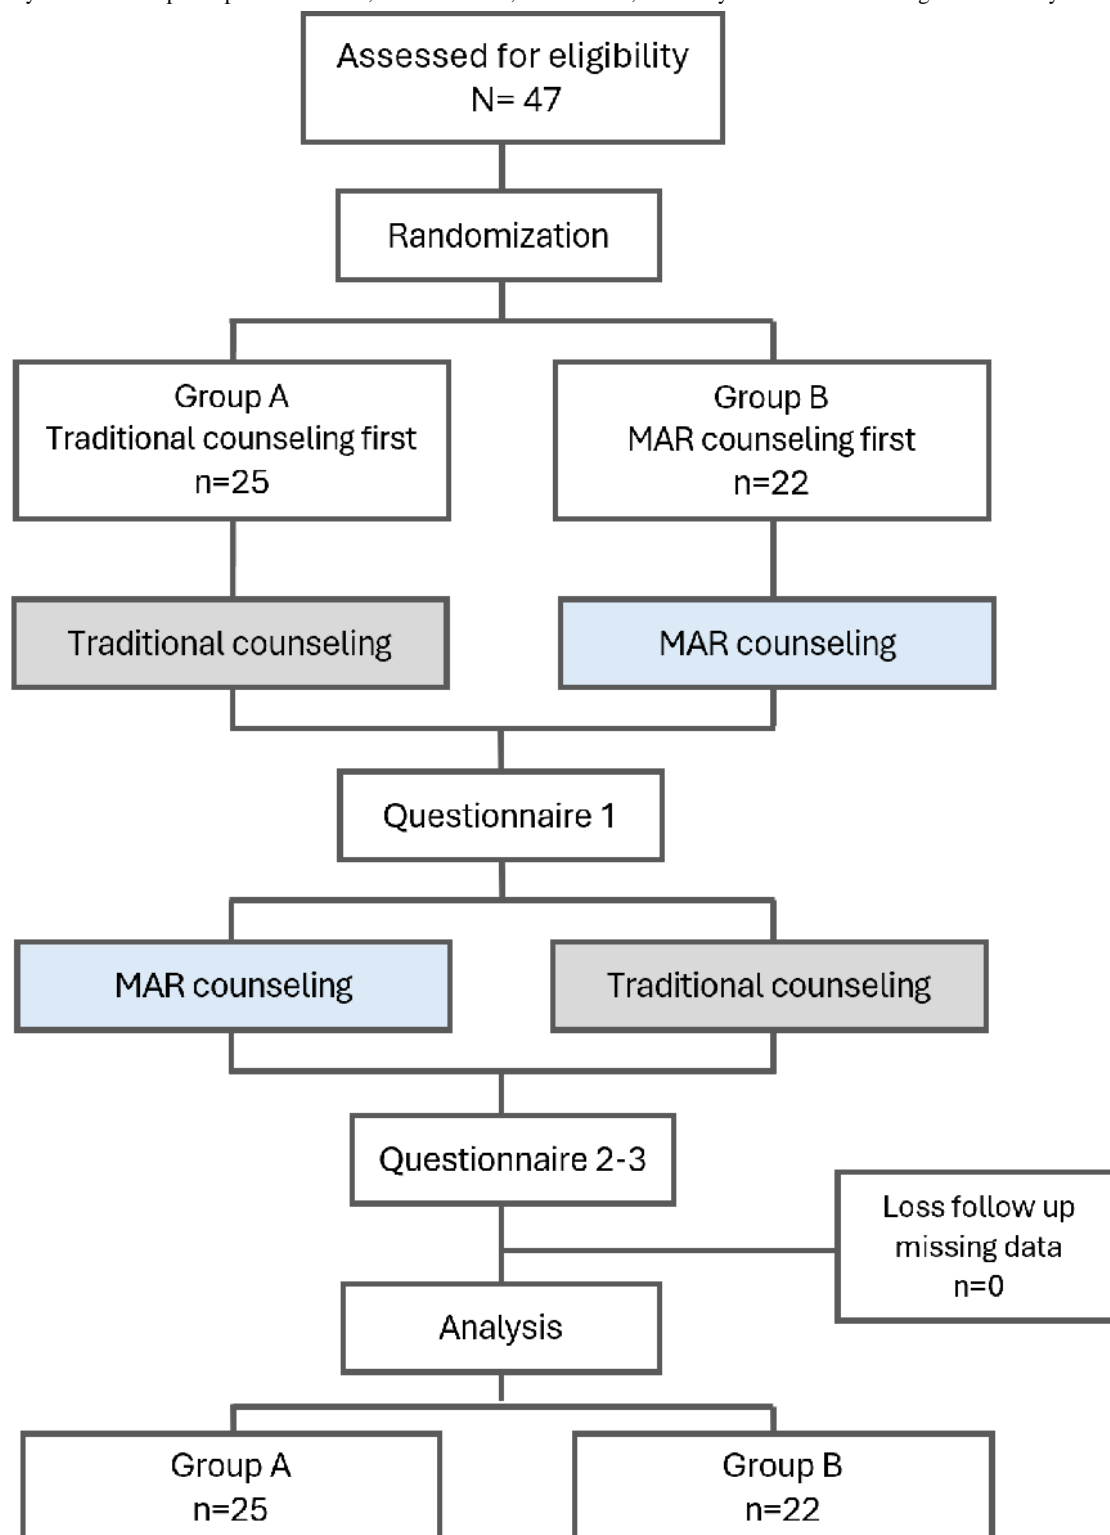 Assessed for eligibility
N= 47
Randomization
Group A
Traditional counseling first
n=25
Group B
MAR counseling first
n=22
Traditional counseling
MAR counseling
Questionnaire 1
MAR counseling
Traditional counseling
Questionnaire 2-3
Loss follow up
missing data
n=0
Analysis
Group A
n=25
Group B
n=22